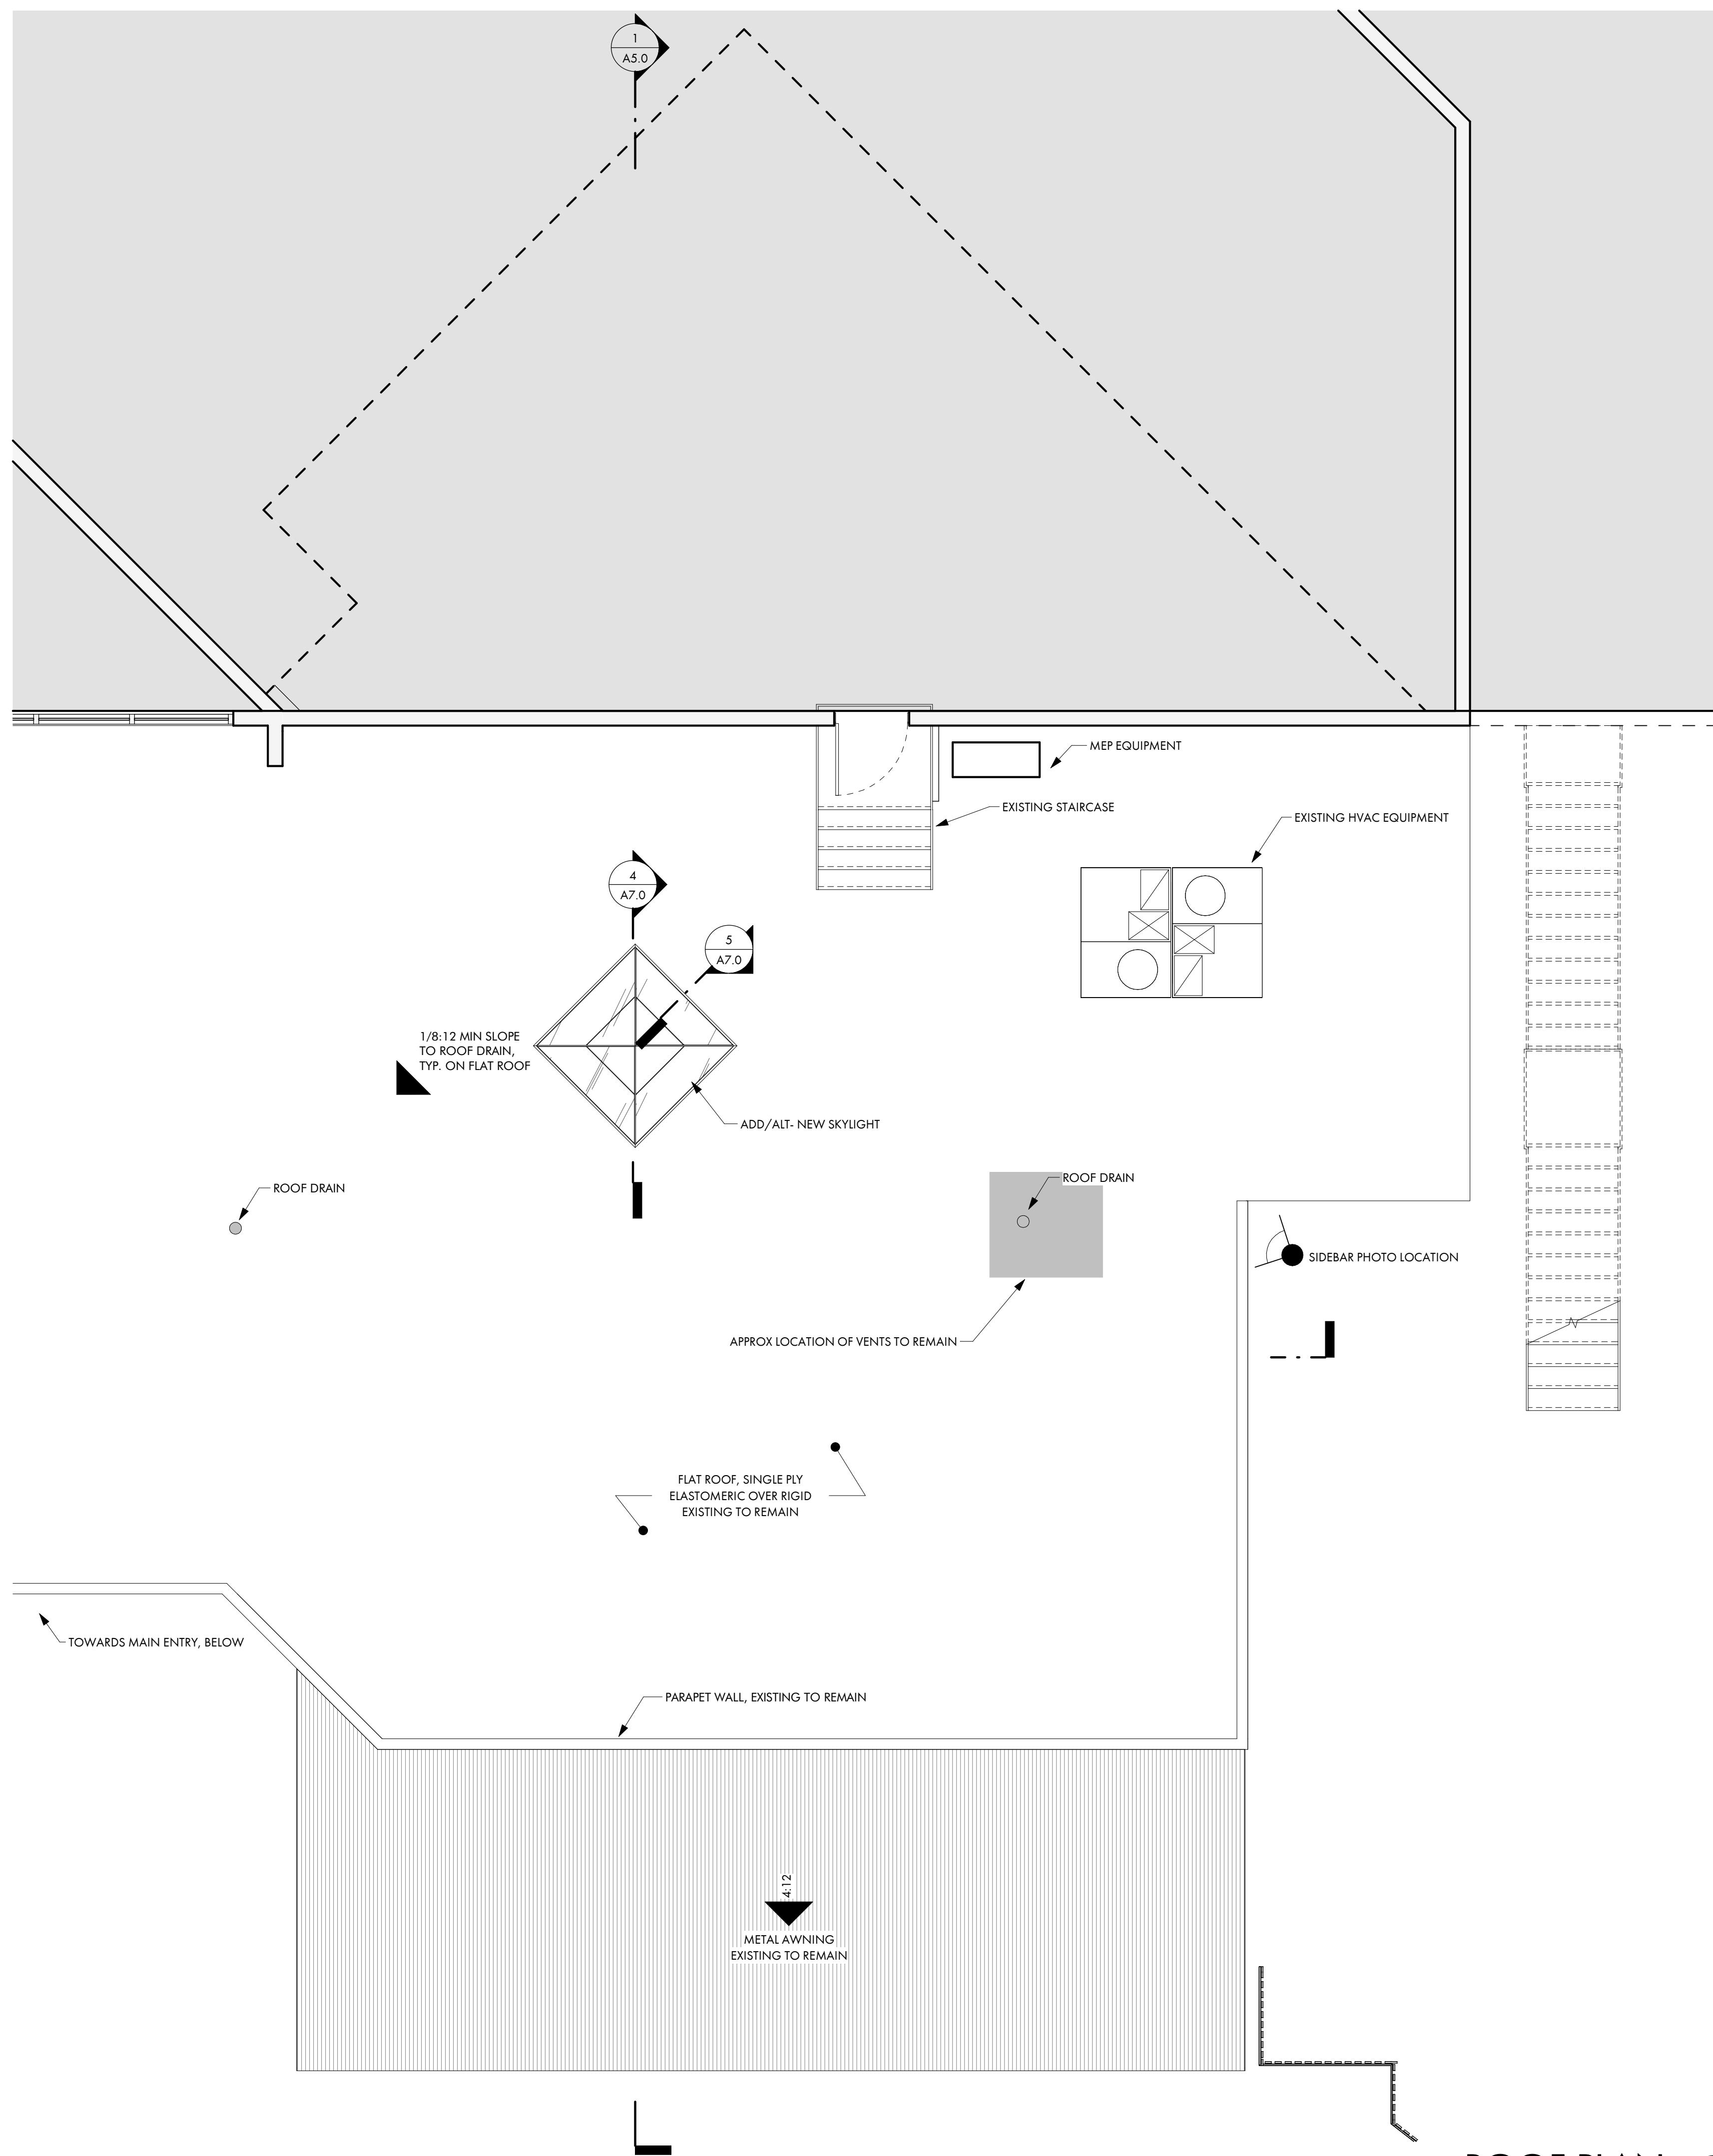 1
A5.0
MEP EQUIPMENT
EXISTING STAIRCASE
EXISTING HVAC EQUIPMENT
4
A7.0
5
A7.0
1/8:12 MIN SLOPE
TO ROOF DRAIN,
TYP. ON FLAT ROOF
ADD/ALT- NEW SKYLIGHT
ROOF DRAIN
ROOF DRAIN
SIDEBAR PHOTO LOCATION
APPROX LOCATION OF VENTS TO REMAIN
FLAT ROOF, SINGLE PLY
ELASTOMERIC OVER RIGID
EXISTING TO REMAIN
TOWARDS MAIN ENTRY, BELOW
PARAPET WALL, EXISTING TO REMAIN
4:12
METAL AWNING
EXISTING TO REMAIN
ROOF PLAN